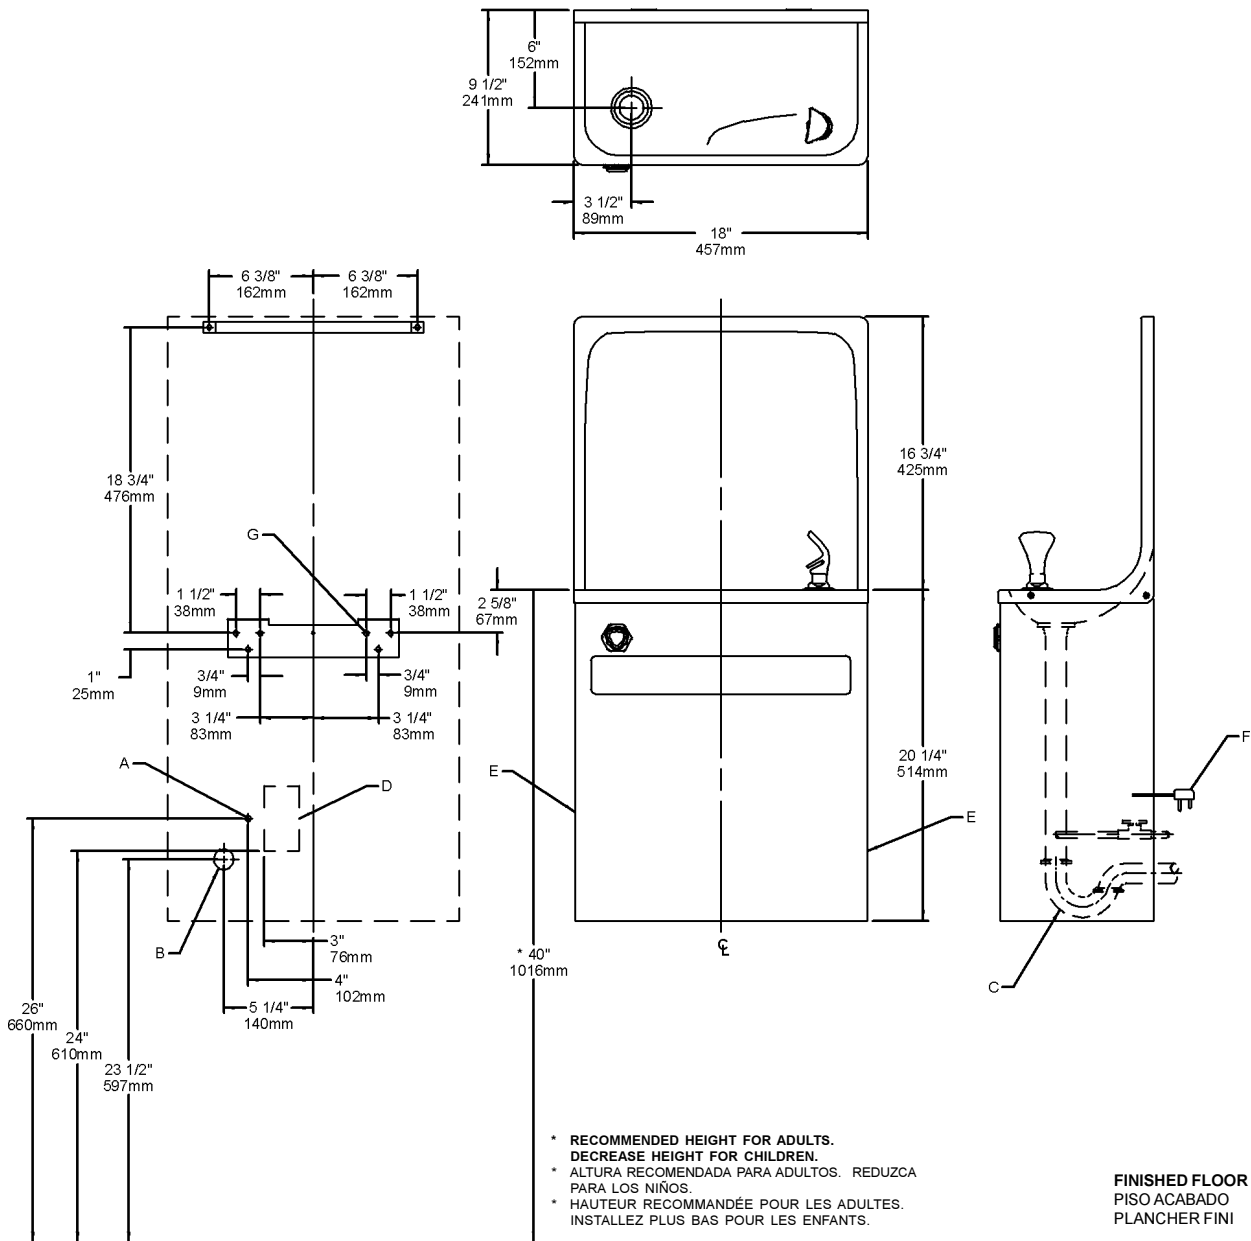 6"
152mm
9 1/2"
241mm
3 1/2"
89mm
18"
457mm
6 3/8"
162mm
6 3/8"
162mm
18 3/4"
476mm
16 3/4"
425mm
G
1 1/2"
38mm
1 1/2"
38mm
2 5/8"
67mm
1"
25mm
3/4"
9mm
3/4"
9mm
3 1/4"
83mm
3 1/4"
83mm
A
D
E
20 1/4"
514mm
F
E
B
3"
76mm
4"
102mm
5 1/4"
140mm
℄
* 40"
1016mm
C
26"
660mm
24"
610mm
23 1/2"
597mm
* RECOMMENDED HEIGHT FOR ADULTS.
DECREASE HEIGHT FOR CHILDREN.
* ALTURA RECOMENDADA PARA ADULTOS. REDUZCA
PARA LOS NIÑOS.
* HAUTEUR RECOMMANDÉE POUR LES ADULTES.
INSTALLEZ PLUS BAS POUR LES ENFANTS.
FINISHED FLOOR
PISO ACABADO
PLANCHER FINI